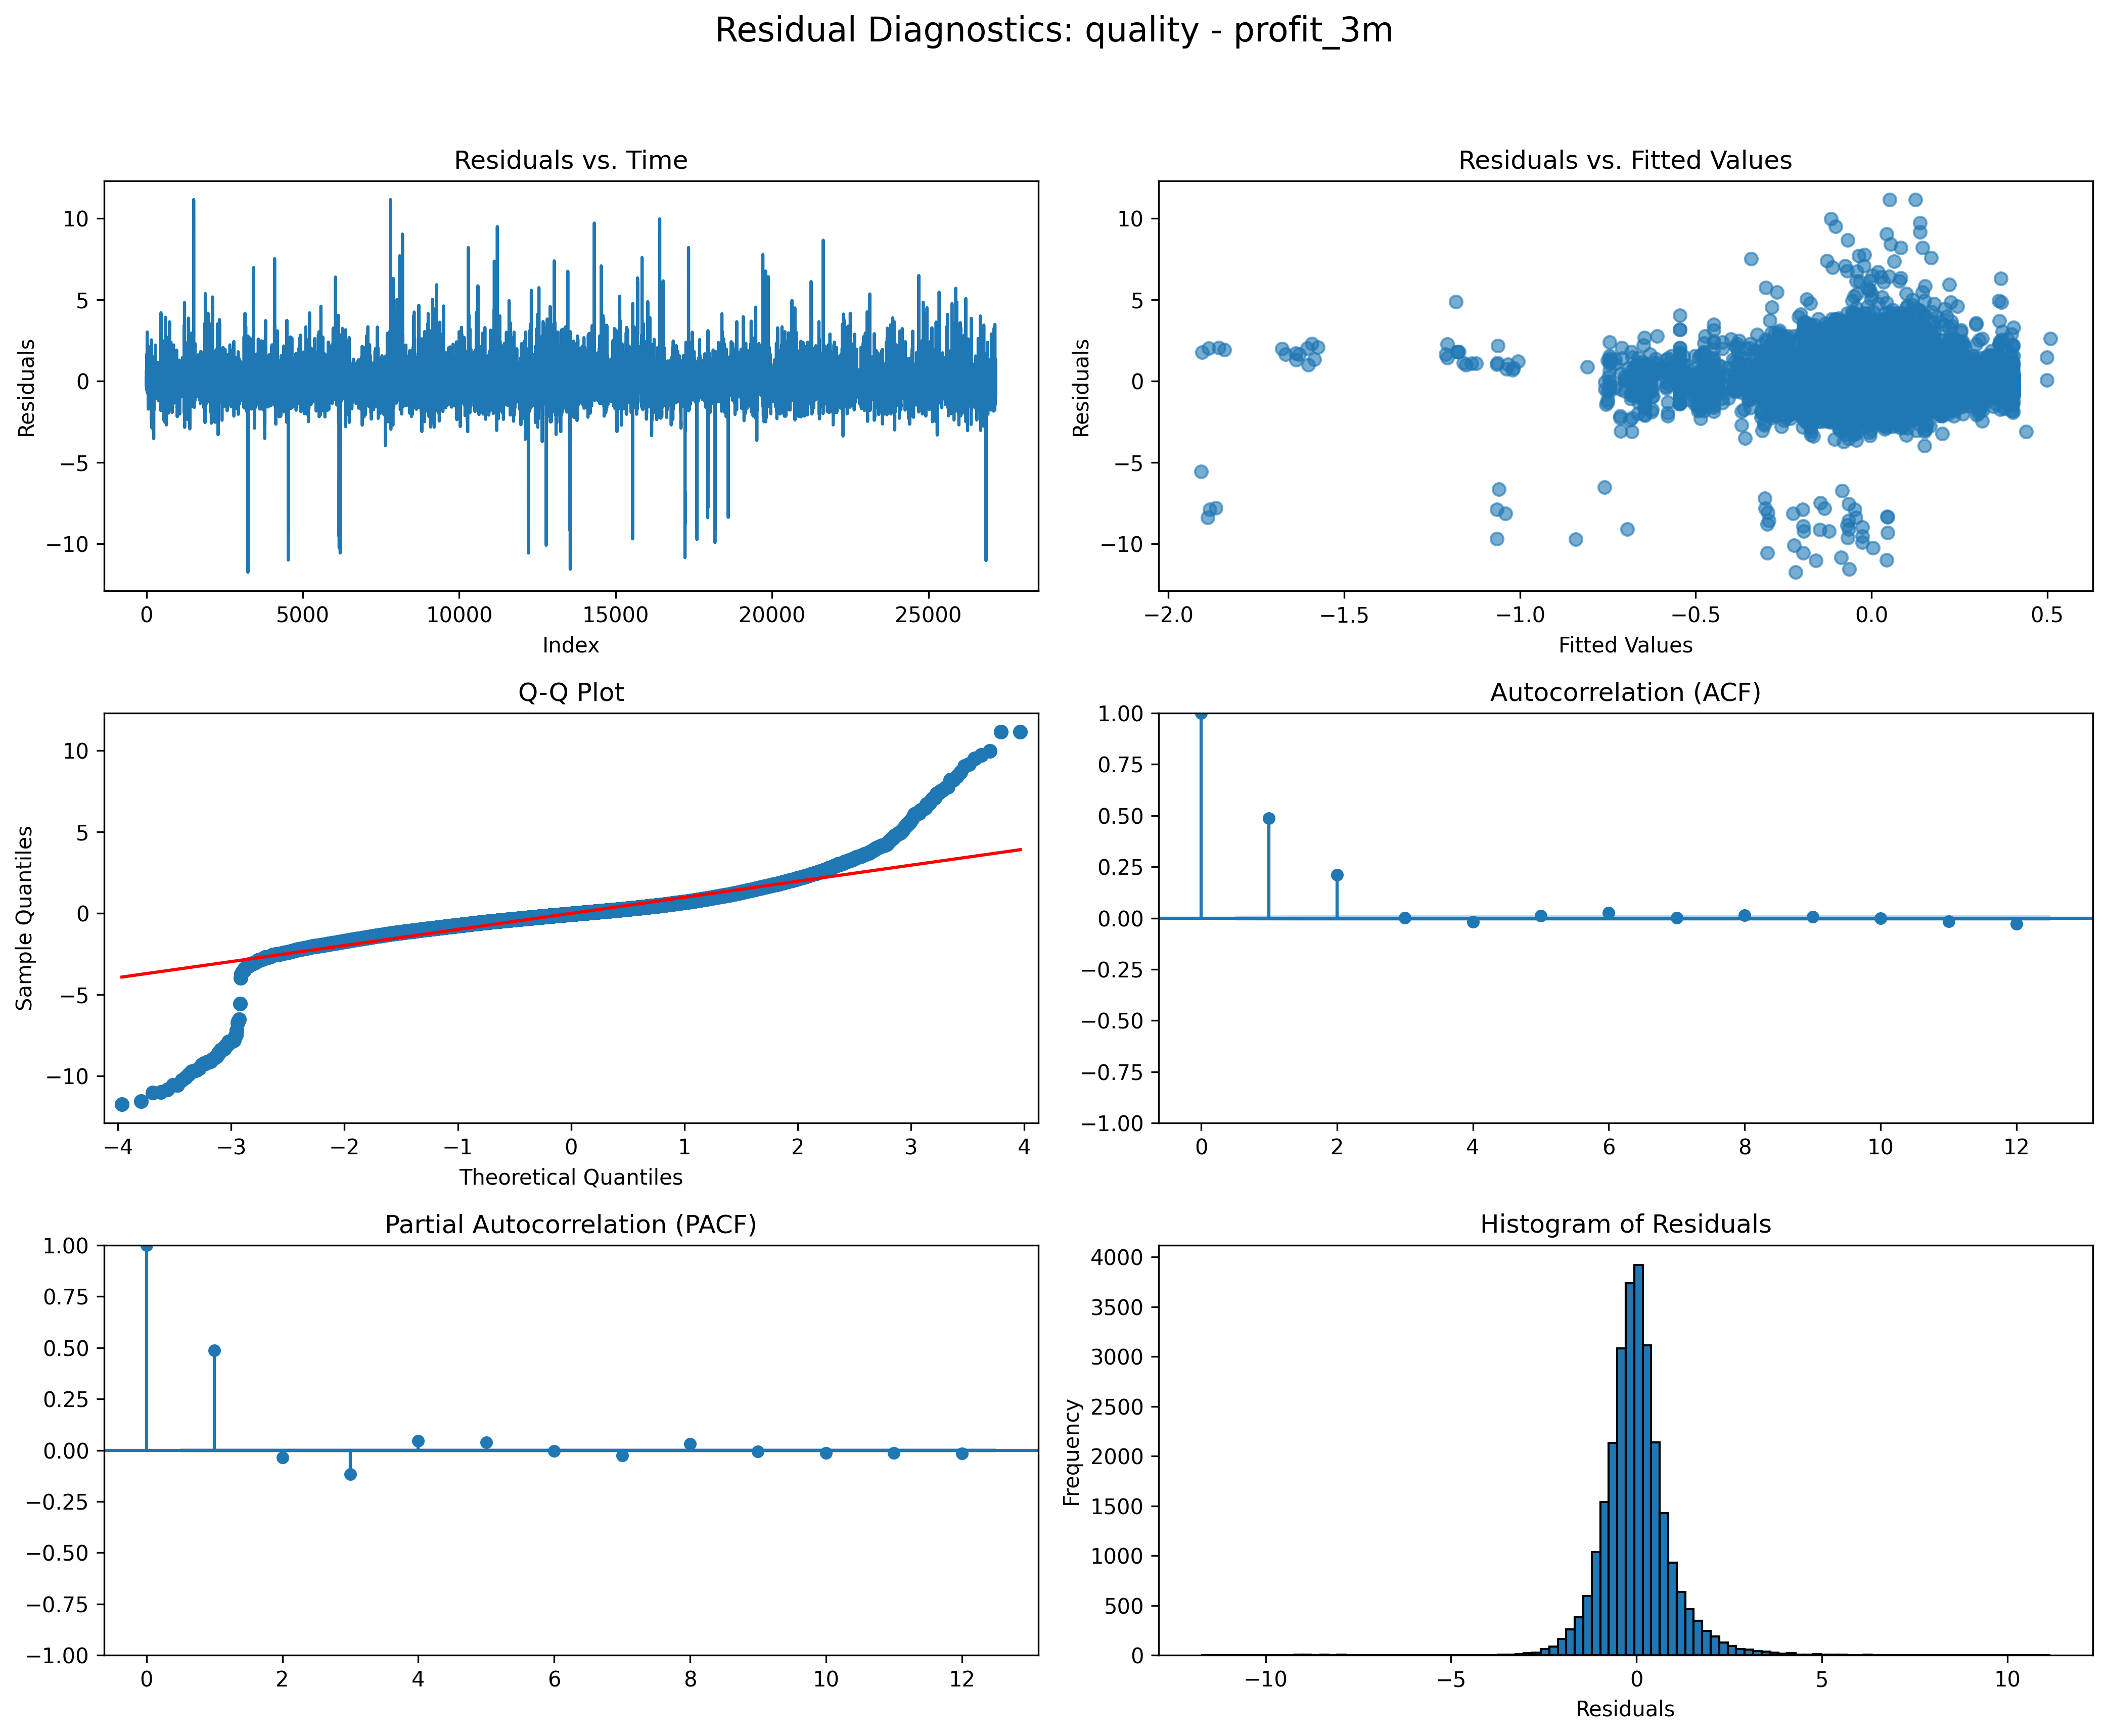 Residual Diagnostics: quality - profit_3m
Residuals vs. Time
Residuals
10
5
0
−5
−10
0 5000 10000 15000 20000 25000
Index
Residuals vs. Fitted Values
Residuals
10
5
0
−5
−10
−2.0 −1.5 −1.0 −0.5 0.0 0.5
Fitted Values
Q-Q Plot
Sample Quantiles
10
5
0
−5
−10
−4 −3 −2 −1 0 1 2 3 4
Theoretical Quantiles
Autocorrelation (ACF)
1.00
0.75
0.50
0.25
0.00
−0.25
−0.50
−0.75
−1.00
0 2 4 6 8 10 12
Partial Autocorrelation (PACF)
1.00
0.75
0.50
0.25
0.00
−0.25
−0.50
−0.75
−1.00
0 2 4 6 8 10 12
Histogram of Residuals
Frequency
4000
3500
3000
2500
2000
1500
1000
500
0
−10 −5 0 5 10
Residuals